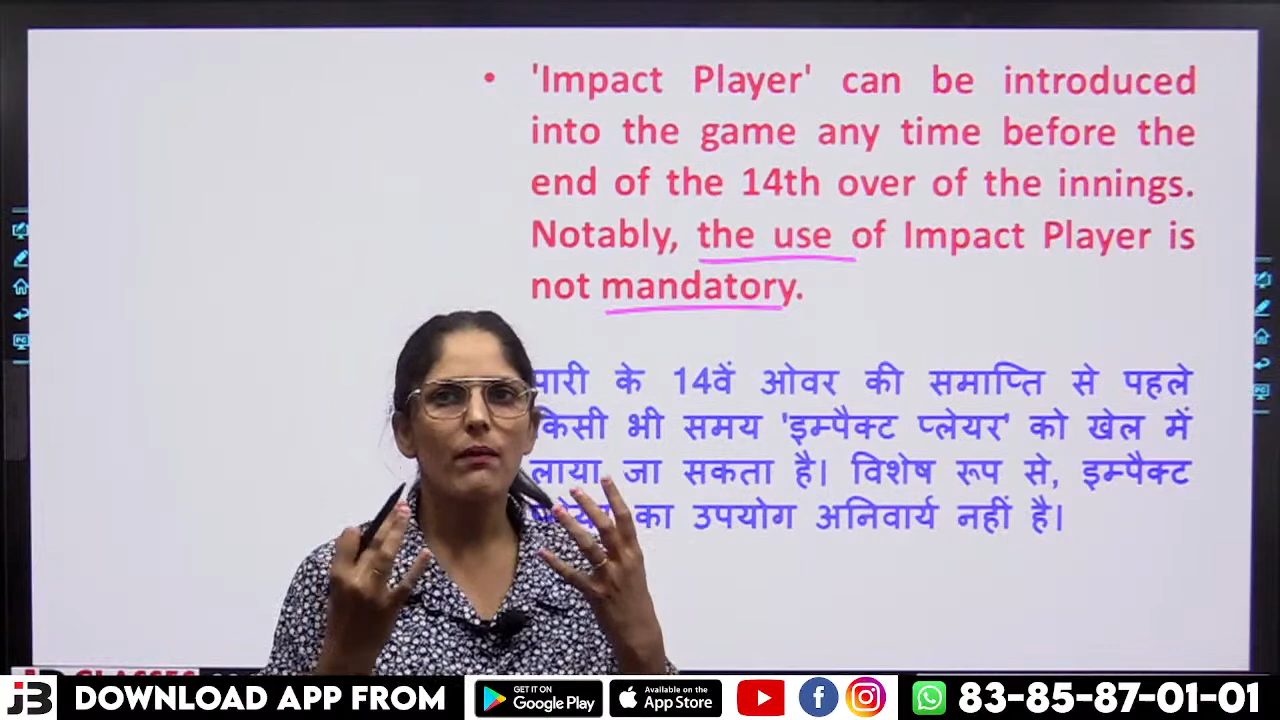 • 'Impact Player' can be introduced
into the game any time before the
end of the 14th over of the innings.
Notably, the use of Impact Player is
not mandatory.
पारी के 14वें ओवर की समाप्ति से पहले
किसी भी समय 'इम्पैक्ट प्लेयर' को खेल में
लाया जा सकता है। विशेष रूप से, इम्पैक्ट
का उपयोग अनिवार्य नहीं है।
JB DOWNLOAD APP FROM GET IT ON Google Play Available on the App Store 83-85-87-01-01